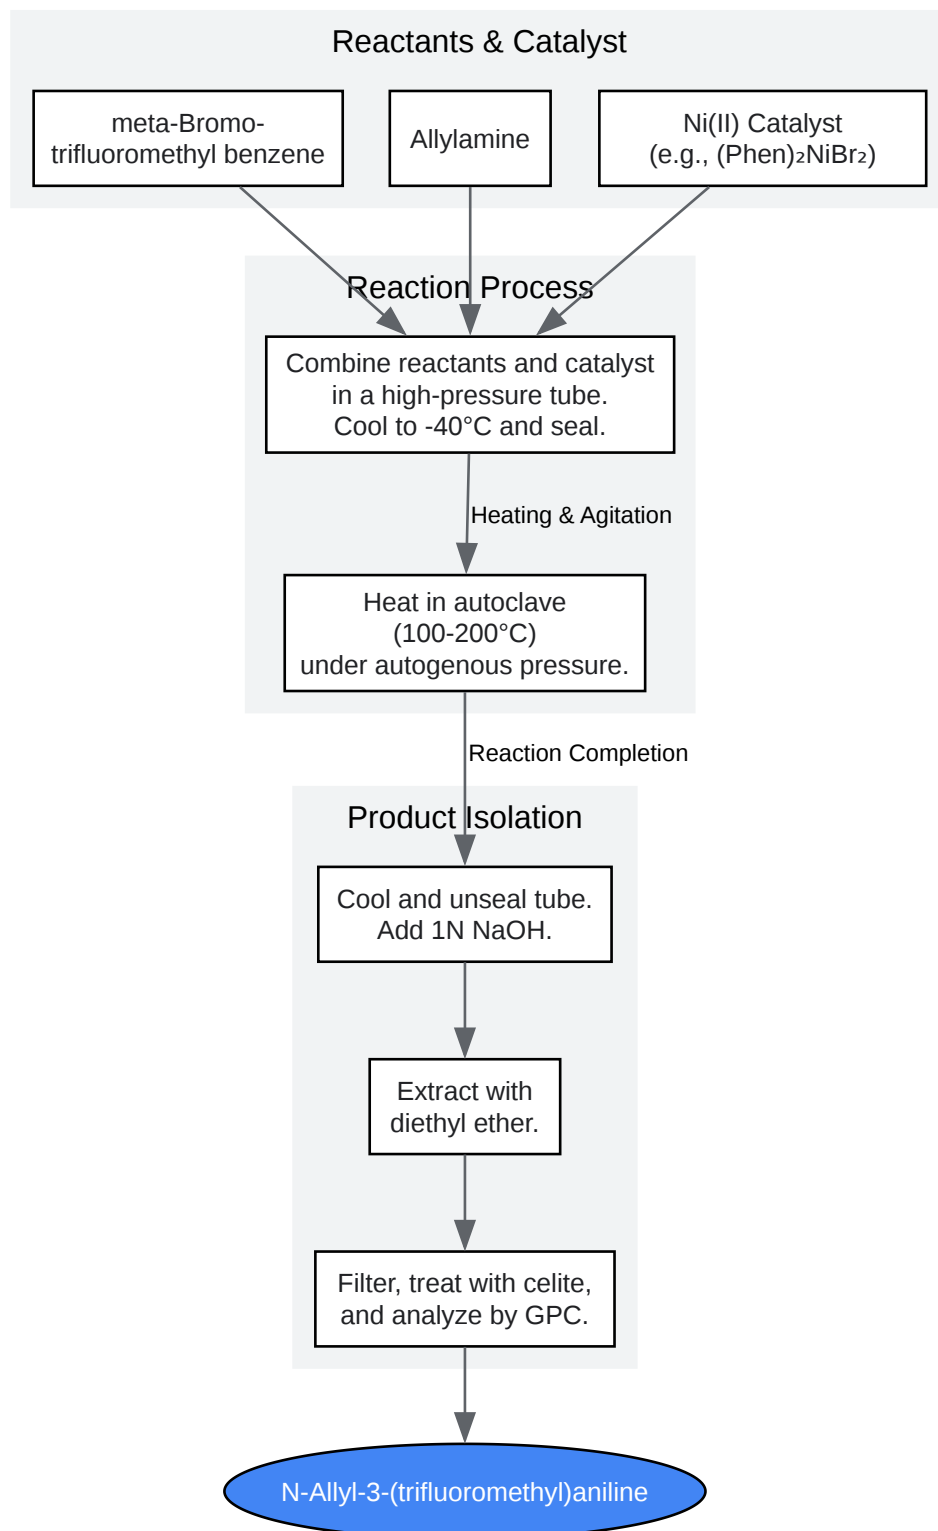 Reactants & Catalyst
meta-Bromo-
trifluoromethyl benzene
Allylamine
Ni(II) Catalyst
(e.g., (Phen)₂NiBr₂)
Reaction Process
Combine reactants and catalyst
in a high-pressure tube.
Cool to -40°C and seal.
Heating & Agitation
Heat in autoclave
(100-200°C)
under autogenous pressure.
Reaction Completion
Product Isolation
Cool and unseal tube.
Add 1N NaOH.
Extract with
diethyl ether.
Filter, treat with celite,
and analyze by GPC.
N-Allyl-3-(trifluoromethyl)aniline